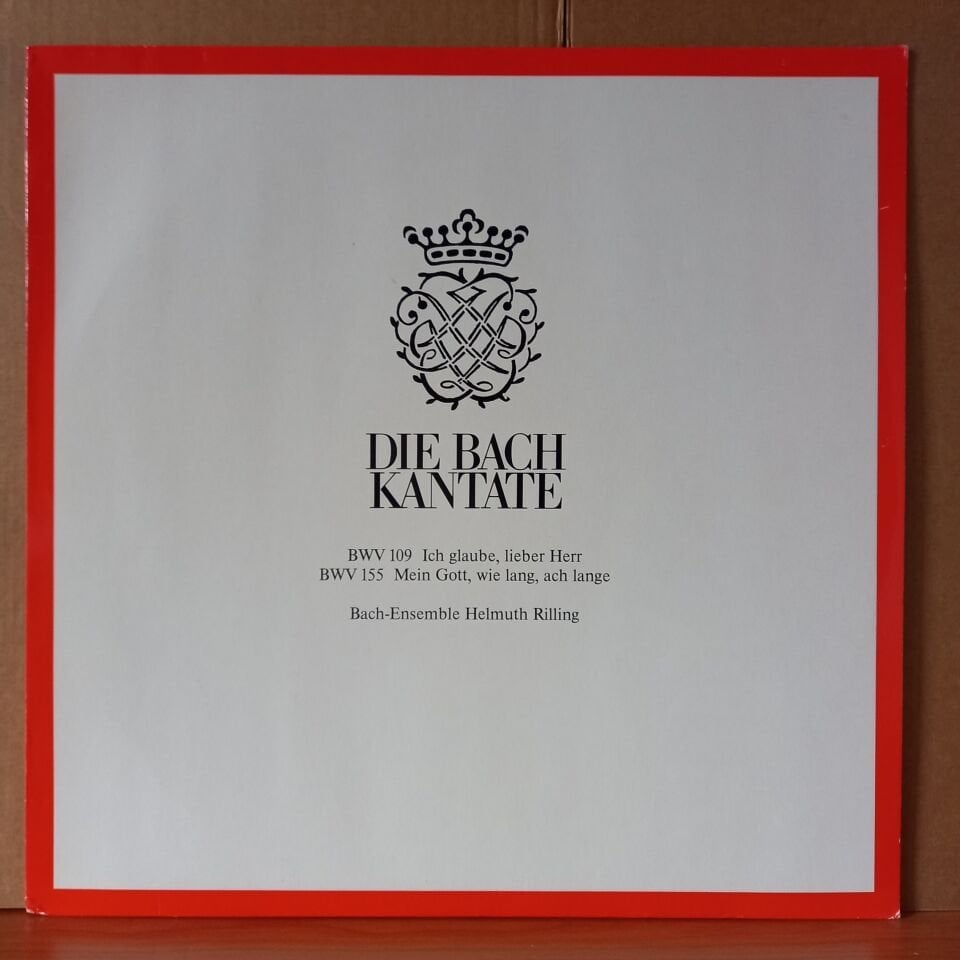 DIE BACH
KANTATE
BWV 109 Ich glaube, lieber Herr
BWV 155 Mein Gott, wie lang, ach lange
Bach-Ensemble Helmuth Rilling